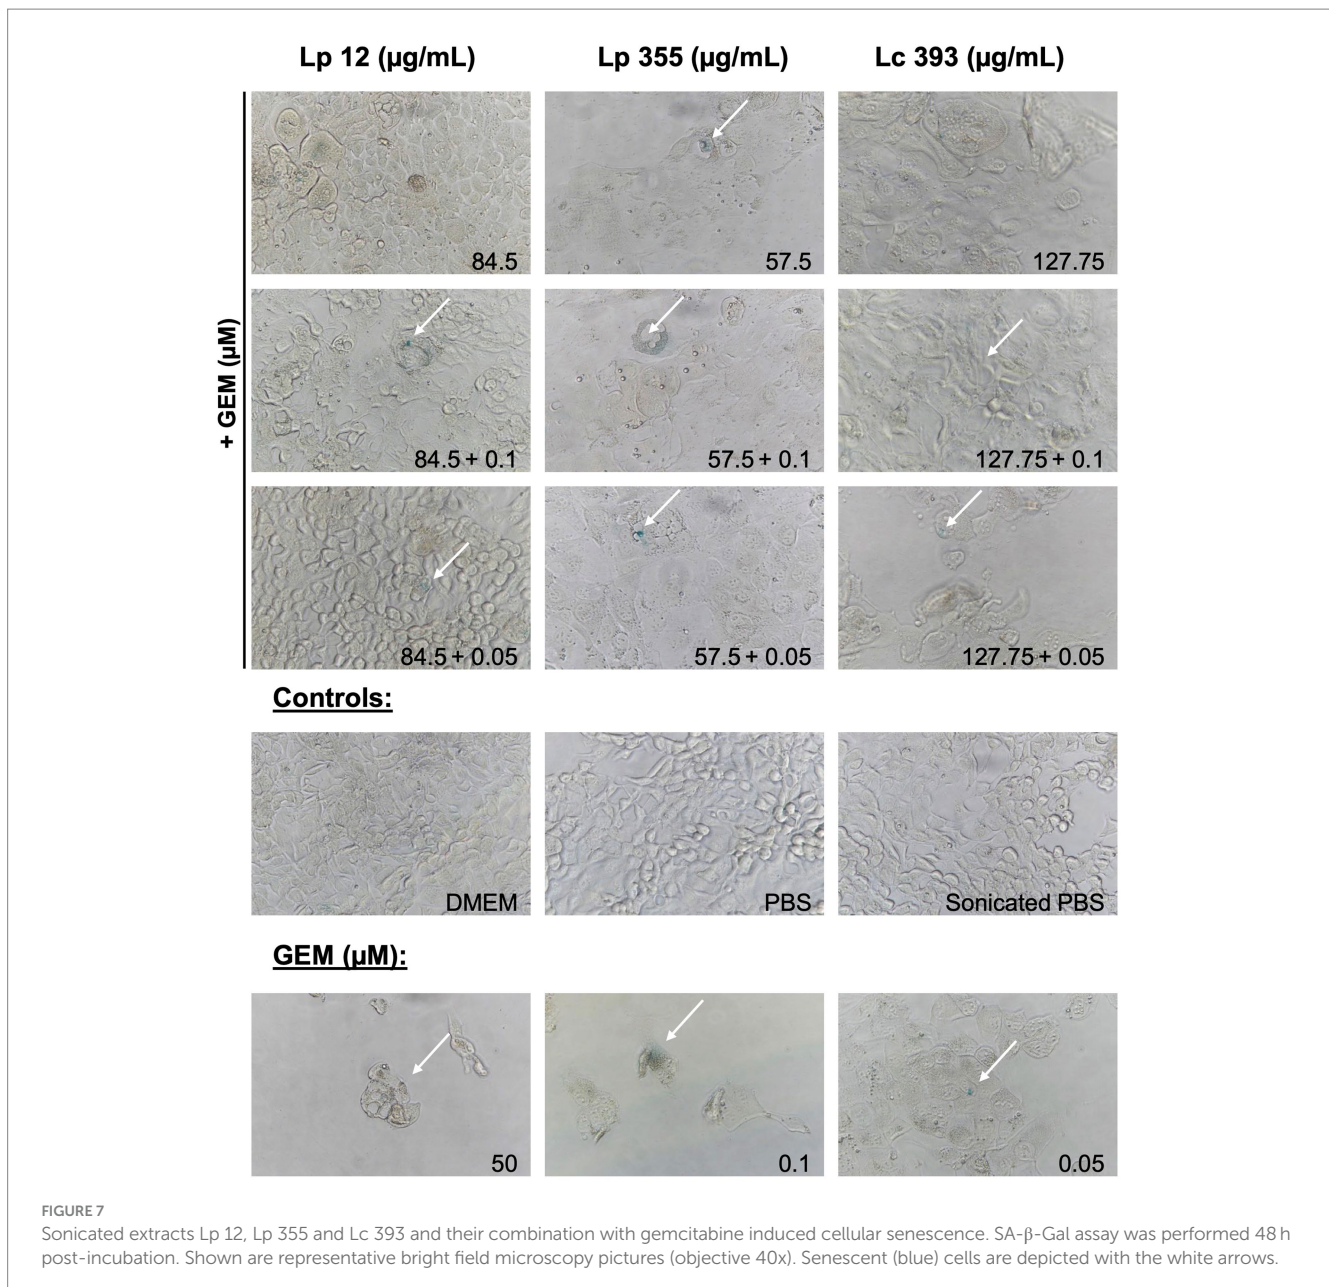 Lp 12 (µg/mL) Lp 355 (µg/mL) Lc 393 (µg/mL)
+ GEM (µM)
84.5 57.5 127.75
84.5 + 0.1 57.5 + 0.1 127.75 + 0.1
84.5 + 0.05 57.5 + 0.05 127.75 + 0.05
Controls:
DMEM PBS Sonicated PBS
GEM (µM):
50 0.1 0.05
FIGURE 7
Sonicated extracts Lp 12, Lp 355 and Lc 393 and their combination with gemcitabine induced cellular senescence. SA-β-Gal assay was performed 48 h
post-incubation. Shown are representative bright field microscopy pictures (objective 40x). Senescent (blue) cells are depicted with the white arrows.